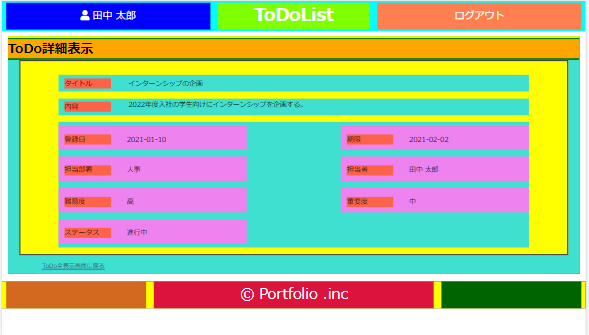 田中 太郎
ToDoList
ログアウト
ToDo詳細表示
タイトル インターンシップの企画
内容 2022年度入社の学生向けにインターンシップを企画する。
登録日 2021-01-10 期限 2021-02-02
担当部署 人事 担当者 田中 太郎
難易度 高 重要度 中
ステータス 進行中
ToDo全表示画面に戻る
© Portfolio .inc